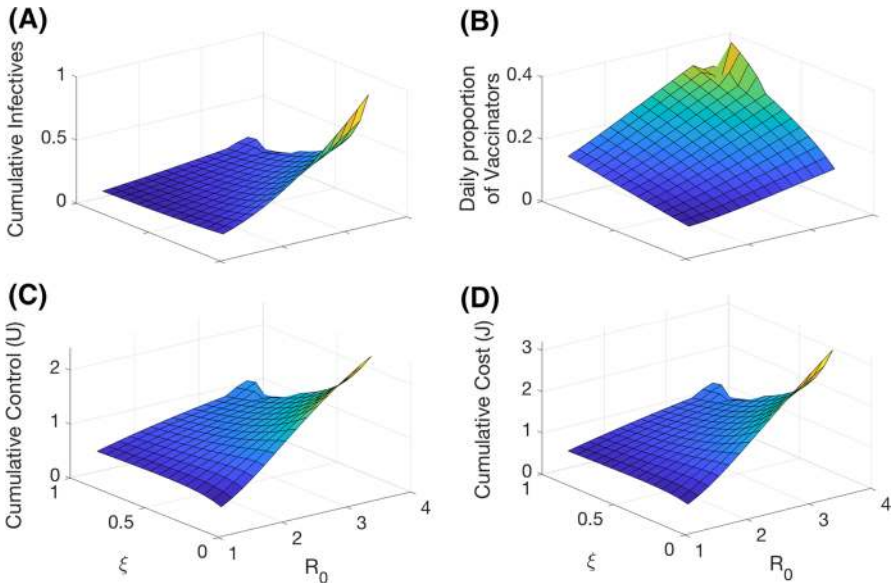 (A)
Cumulative Infectives
1
0.5
0
(B)
Daily proportion
of Vaccinators
0.4
0.2
0
(C)
Cumulative Control (U)
2
1
0
1
0.5
0
ξ
1
2
3
4
R0
(D)
Cumulative Cost (J)
3
2
1
0
1
0.5
0
ξ
1
2
3
4
R0